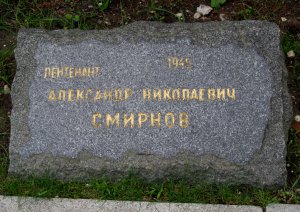 ЛЕЙТЕНАНТ 1945
АЛЕКСАНДР НИКОЛАЕВИЧ
СМИРНОВ